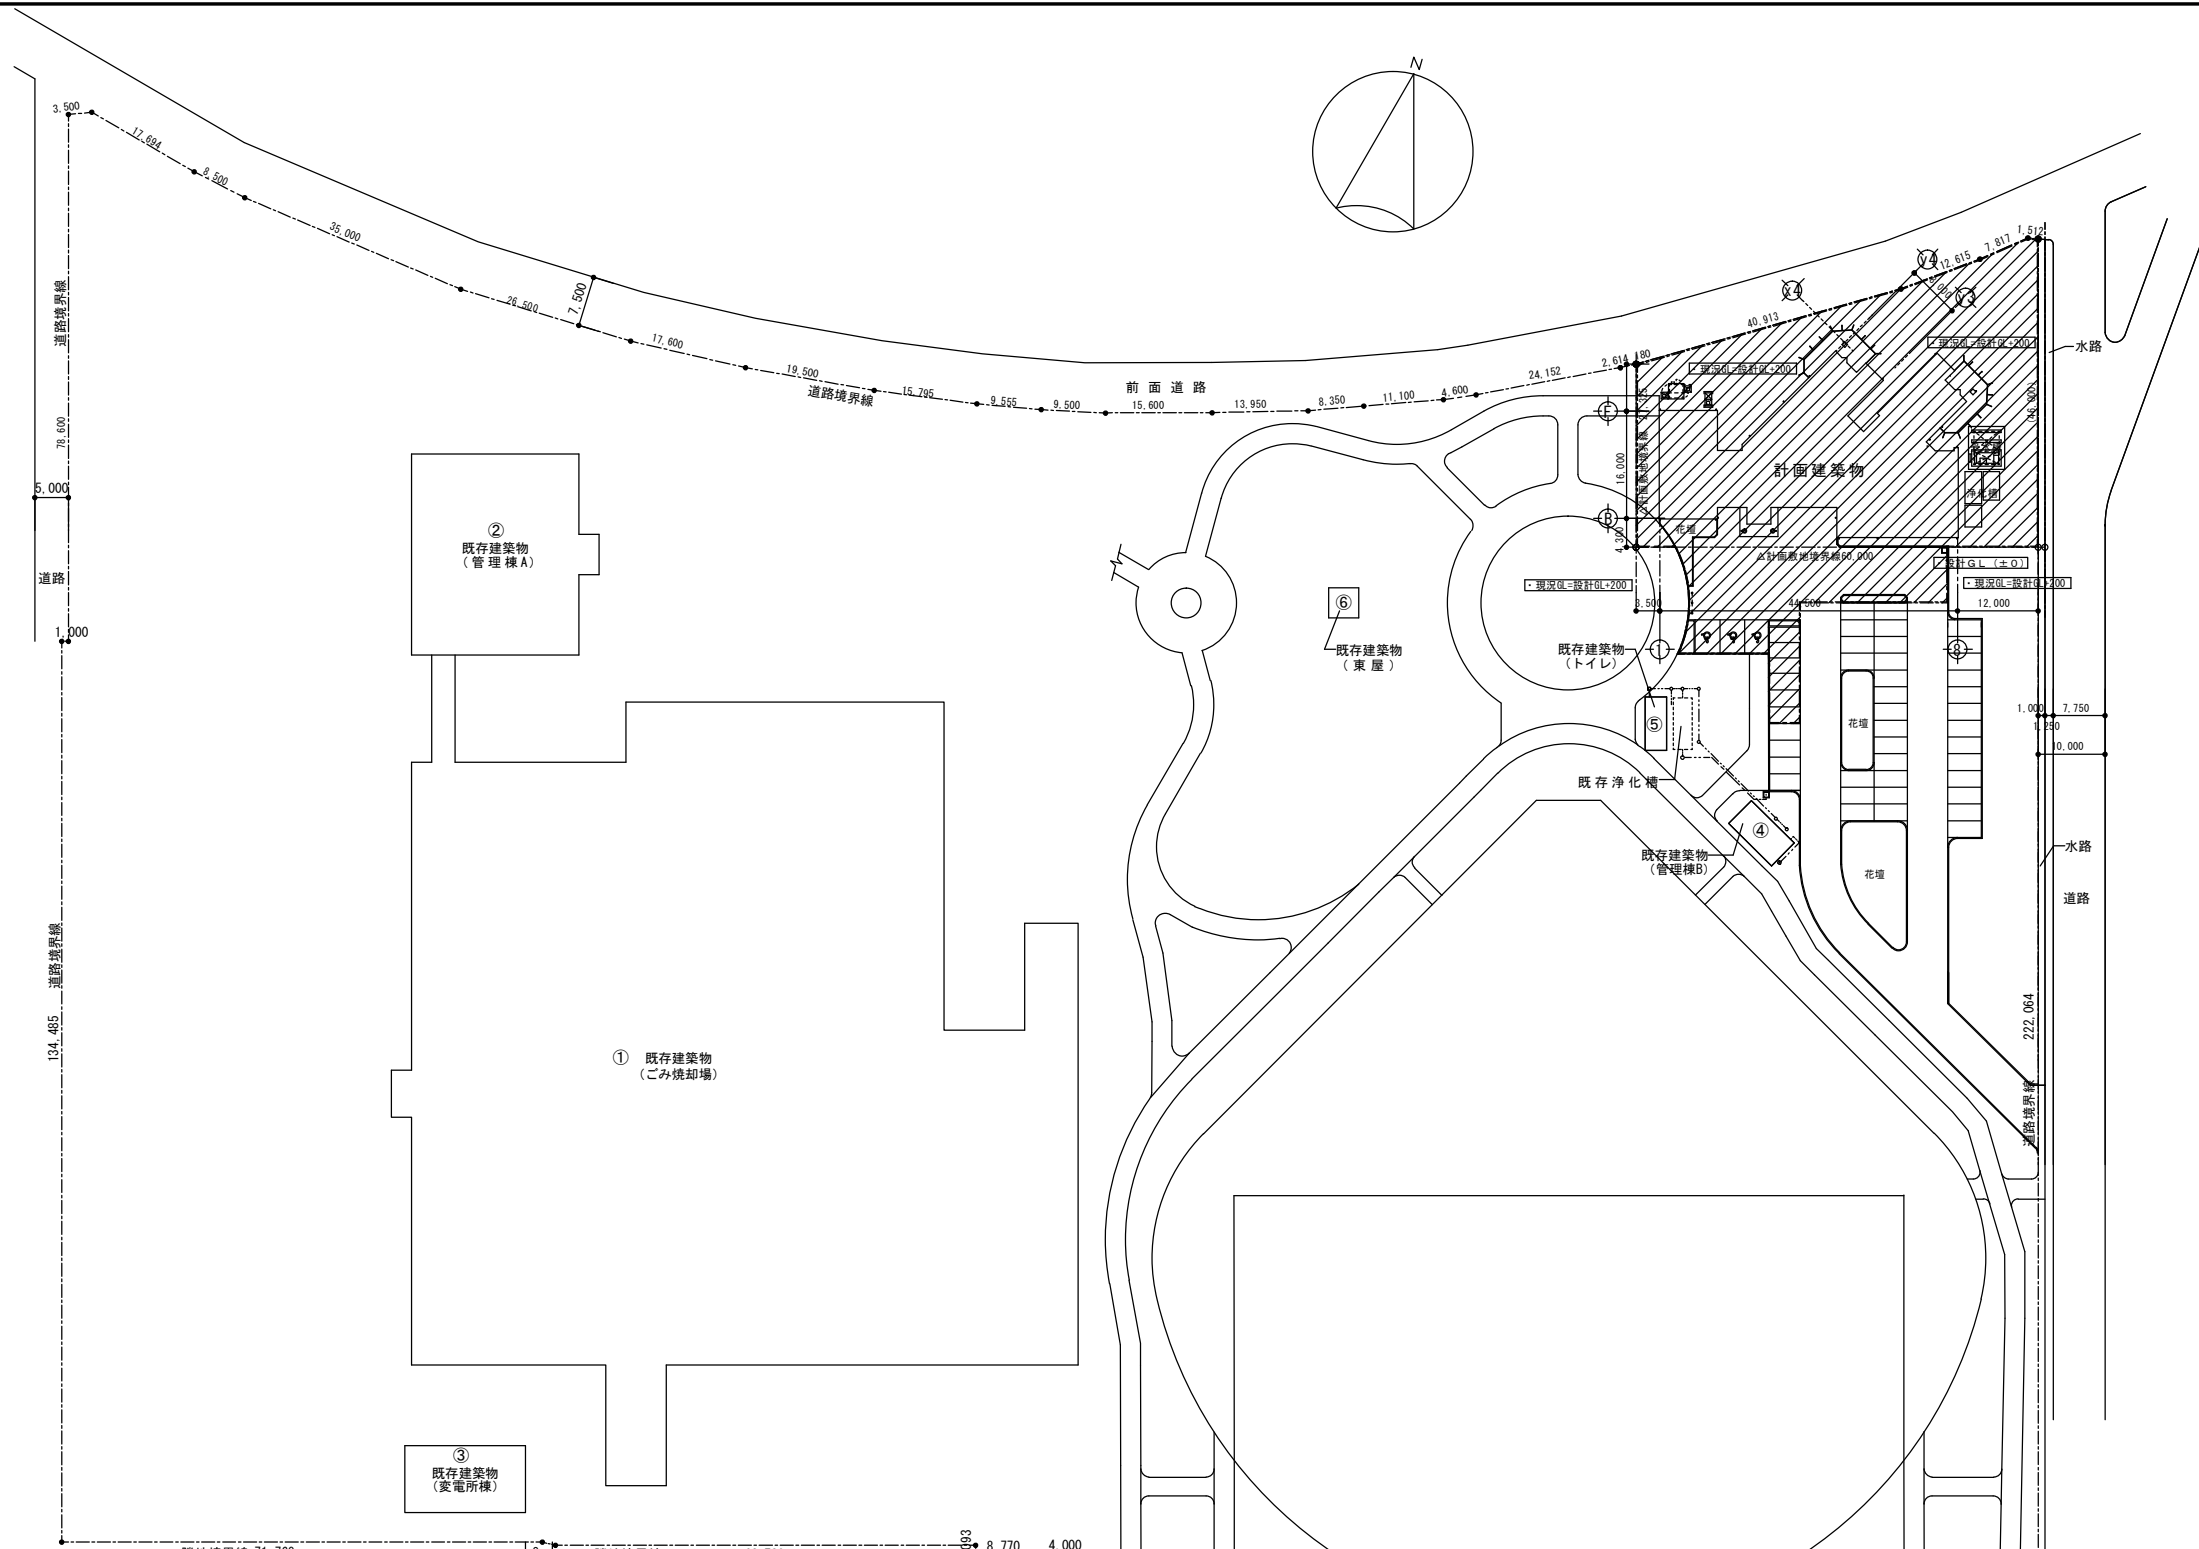 N
3,500
17,694
8,500
35,000
26,500
7,500
17,600
19,500
道路境界線
15,795
9,555
9,500
15,600
13,950
8,350
11,100
4,600
24,152
2,614
180
40,913
12,615
7,817
1,512
前面道路
道路境界線
78,600
5,000
道路
1,000
134,485
道路境界線
x4
y4
y3
・現況GL=設計GL+200
・現況GL=設計GL+200
水路
(46,000)
F
B
16,000
4,300
計画建築物
浄化槽
花壇
△計画敷地境界線60,000
・設計GL(±0)
・現況GL=設計GL+200
・現況GL=設計GL+200
3,500
44,500
12,000
1
8
②
既存建築物
(管理棟A)
N
⑥
既存建築物
(東屋)
既存建築物
(トイレ)
⑤
既存浄化槽
④
既存建築物
(管理棟B)
花壇
花壇
1,000
7,750
1,250
10,000
水路
道路
222,064
道路境界線
① 既存建築物
(ごみ焼却場)
③
既存建築物
(変電所棟)
8,770
4,000